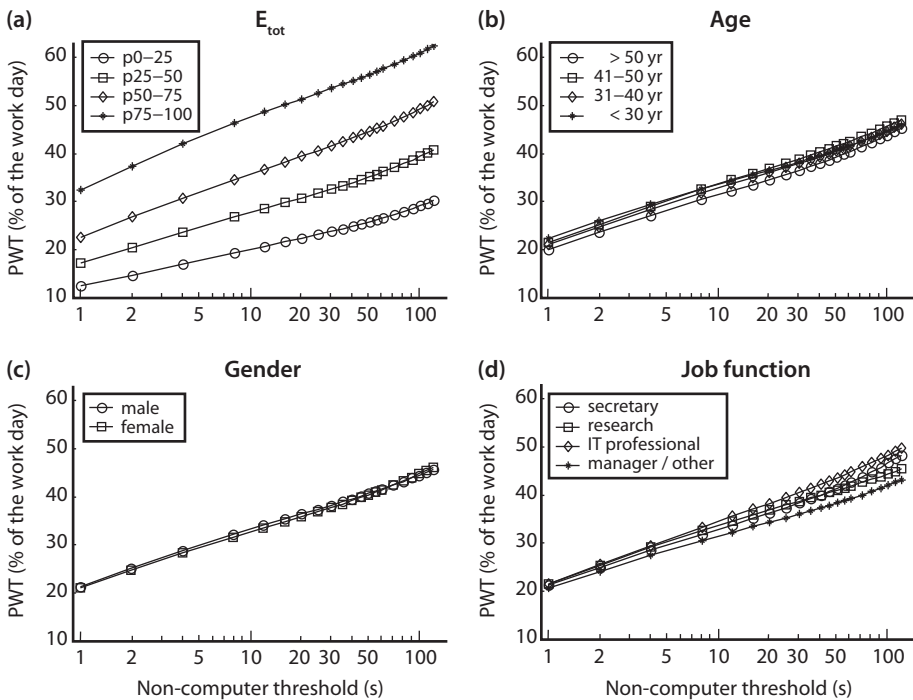 (a)
E_tot
PWT (% of the work day)
60
50
40
30
20
10
p0–25
p25–50
p50–75
p75–100
1 2 5 10 20 30 50 100
(b)
Age
PWT (% of the work day)
60
50
40
30
20
10
> 50 yr
41–50 yr
31–40 yr
< 30 yr
1 2 5 10 20 30 50 100
(c)
Gender
PWT (% of the work day)
60
50
40
30
20
10
male
female
1 2 5 10 20 30 50 100
Non-computer threshold (s)
(d)
Job function
PWT (% of the work day)
60
50
40
30
20
10
secretary
research
IT professional
manager / other
1 2 5 10 20 30 50 100
Non-computer threshold (s)